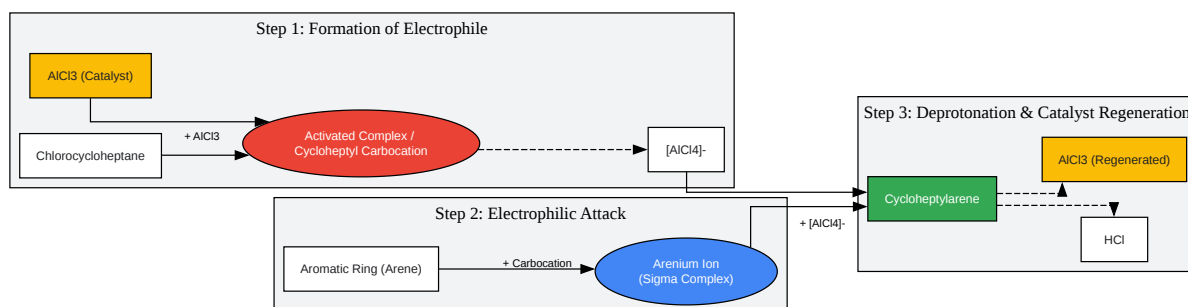 Step 1: Formation of Electrophile
AlCl3 (Catalyst)
+ AlCl3
Chlorocycloheptane
Activated Complex /
Cycloheptyl Carbocation
[AlCl4]-
Step 2: Electrophilic Attack
Aromatic Ring (Arene)
+ Carbocation
Arenium Ion
(Sigma Complex)
+ [AlCl4]-
Step 3: Deprotonation & Catalyst Regeneration
Cycloheptylarene
AlCl3 (Regenerated)
HCl